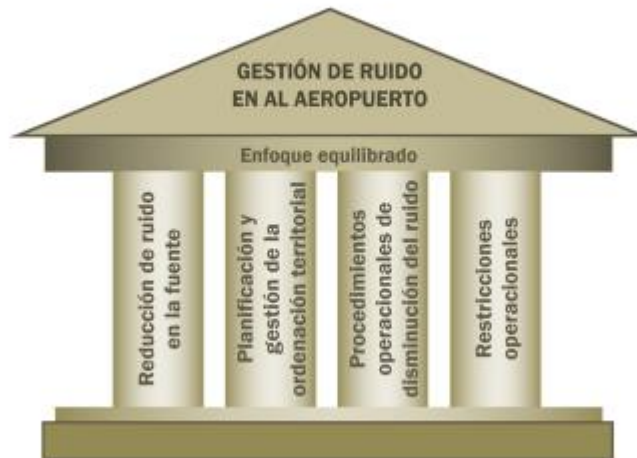 GESTIÓN DE RUIDO
EN AL AEROPUERTO
Enfoque equilibrado
Reducción de ruido
en la fuente
Planificación y
gestión de la
ordenación territorial
Procedimientos
operacionales de
disminución del ruido
Restricciones
operacionales